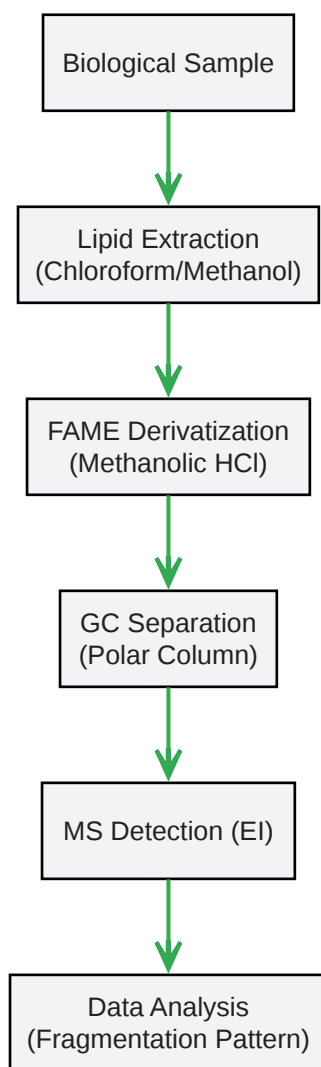 Biological Sample
Lipid Extraction
(Chloroform/Methanol)
FAME Derivatization
(Methanolic HCl)
GC Separation
(Polar Column)
MS Detection (EI)
Data Analysis
(Fragmentation Pattern)